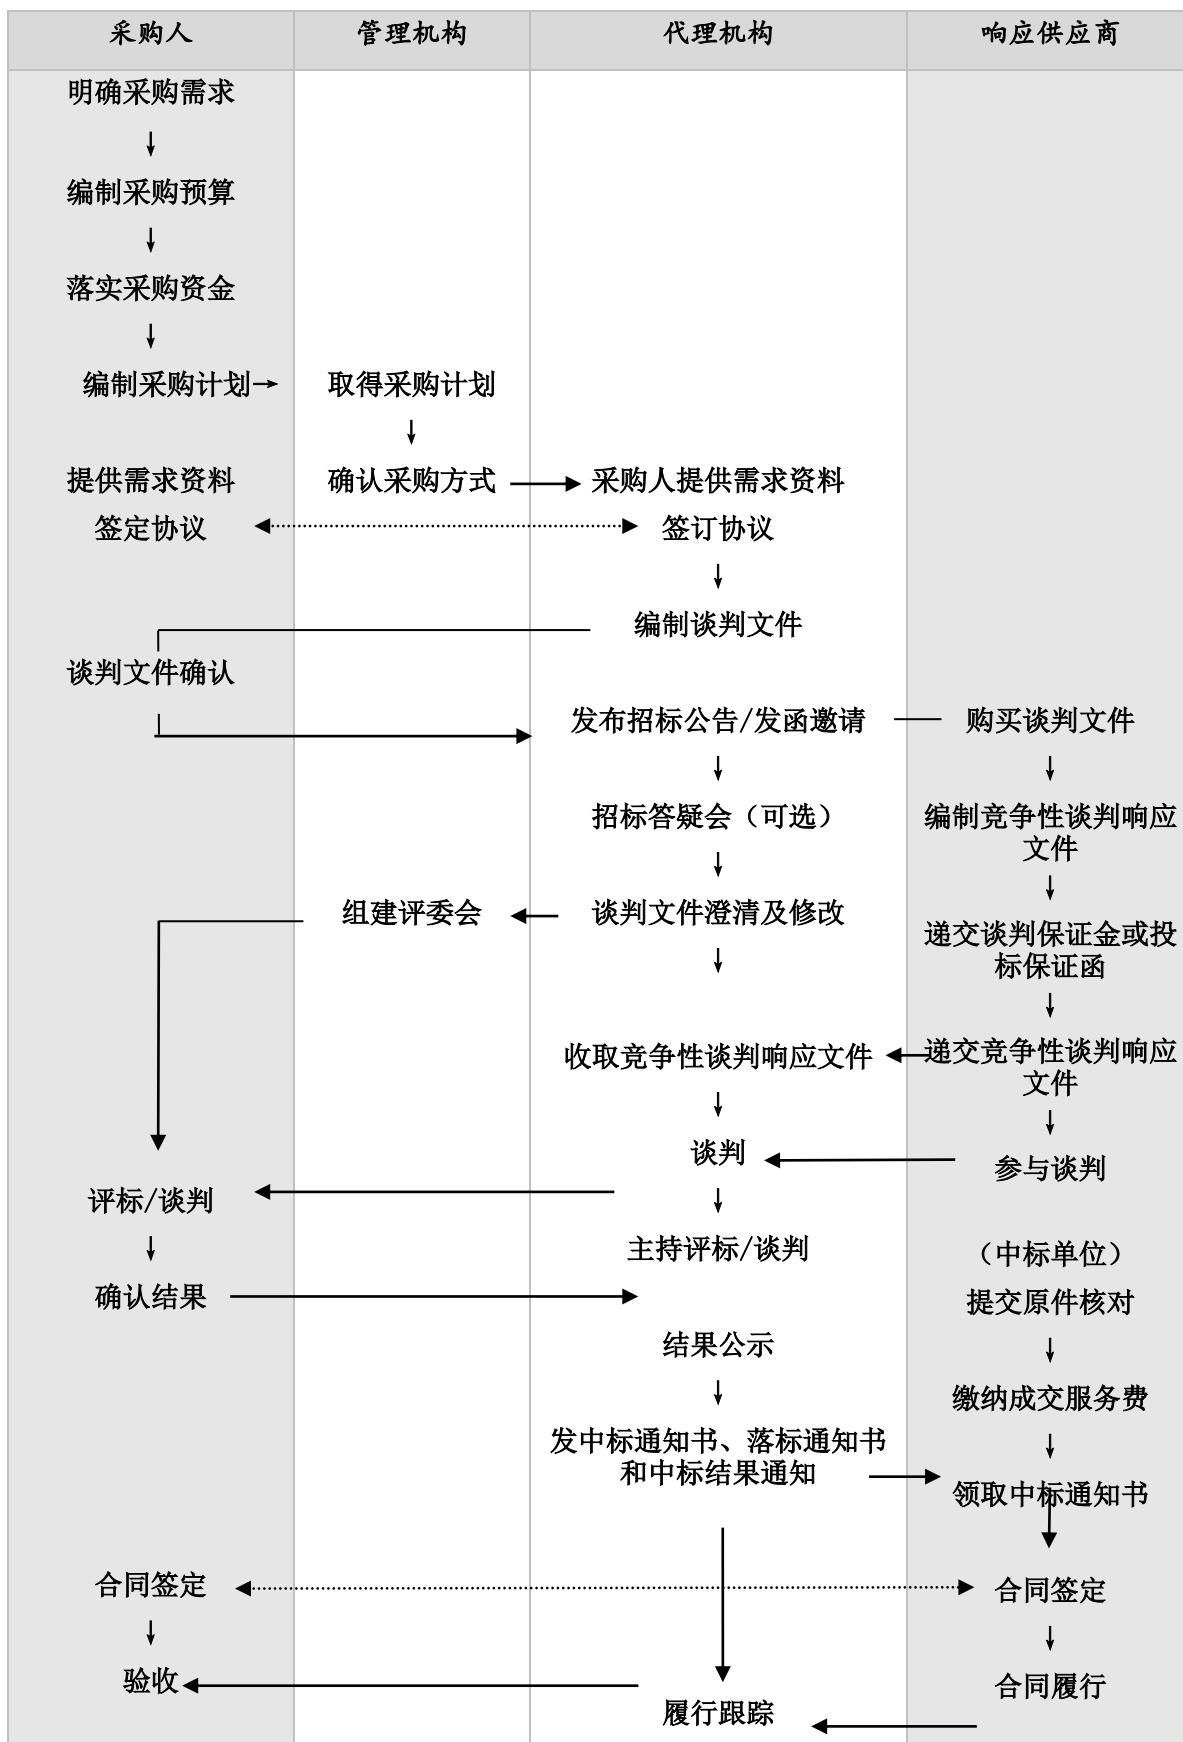 采购人 管理机构 代理机构 响应供应商
明确采购需求
↓
编制采购预算
↓
落实采购资金
↓
编制采购计划→ 取得采购计划
↓
提供需求资料 确认采购方式 采购人提供需求资料
签定协议 签订协议
↓
编制谈判文件
谈判文件确认
发布招标公告/发函邀请 购买谈判文件
↓ ↓
招标答疑会（可选） 编制竞争性谈判响应
文件
↓ ↓
组建评委会 谈判文件澄清及修改 递交谈判保证金或投
标保证函
↓ ↓
收取竞争性谈判响应文件 递交竞争性谈判响应
文件
↓ ↓
谈判 参与谈判
评标/谈判 ↓
↓ 主持评标/谈判 （中标单位）
确认结果 提交原件核对
结果公示 ↓
↓ 缴纳成交服务费
发中标通知书、落标通知书 ↓
和中标结果通知 领取中标通知书
合同签定 合同签定
↓ ↓
验收 合同履行
履行跟踪